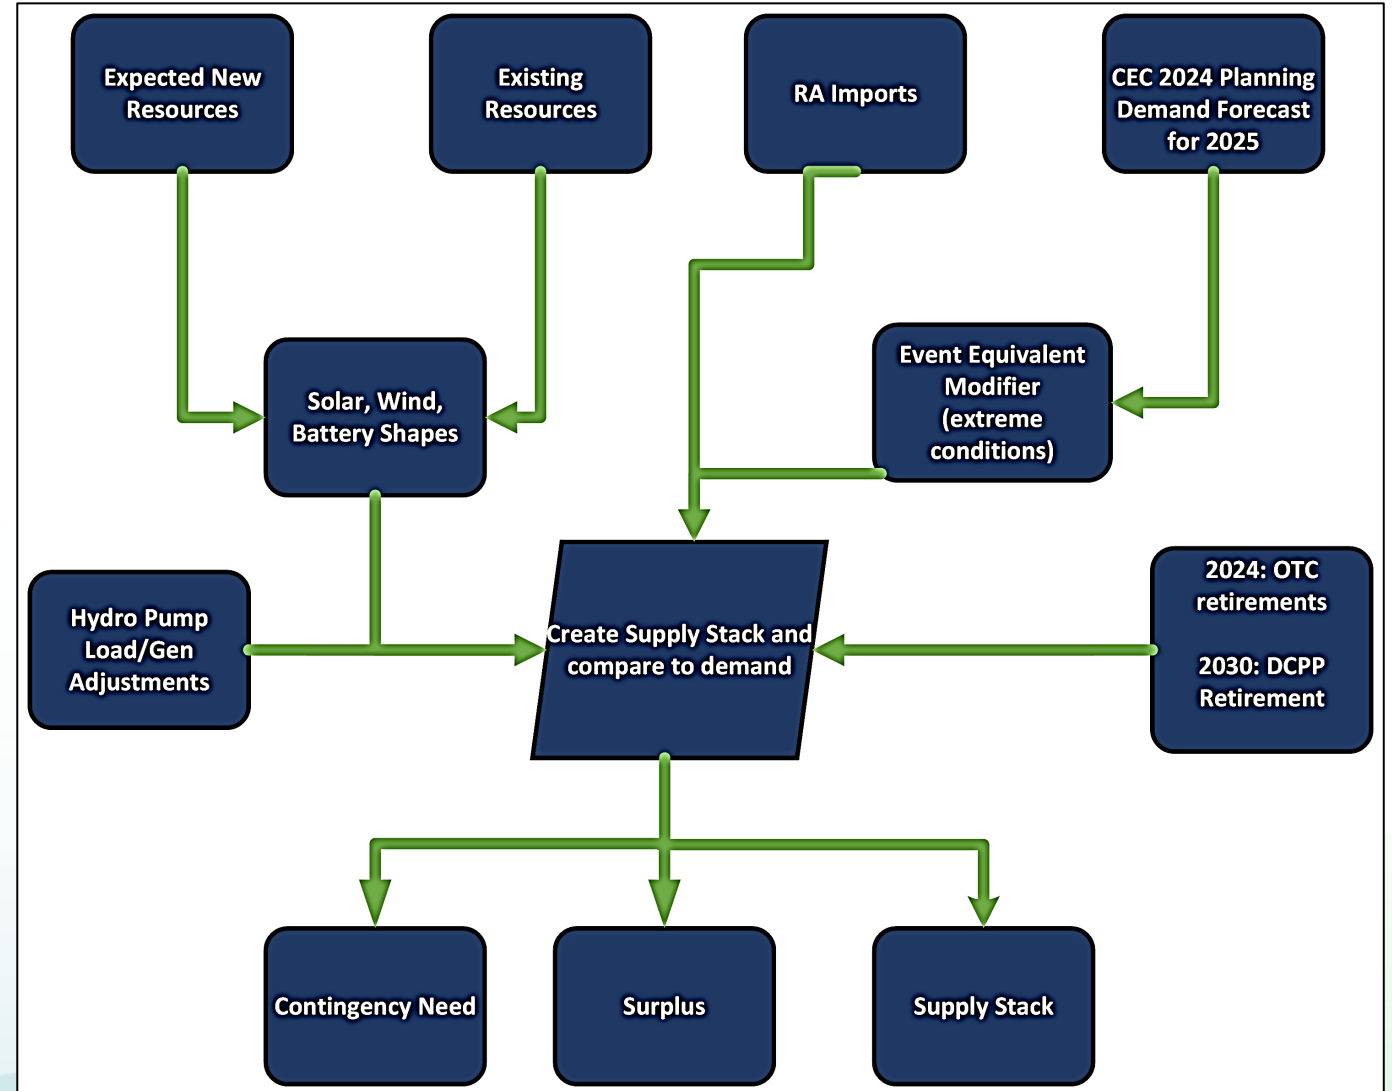 Expected New
Resources
Existing
Resources
RA Imports
CEC 2024 Planning
Demand Forecast
for 2025
Solar, Wind,
Battery Shapes
Event Equivalent
Modifier
(extreme
conditions)
Hydro Pump
Load/Gen
Adjustments
Create Supply Stack and
compare to demand
2024: OTC
retirements
2030: DCPP
Retirement
Contingency Need
Surplus
Supply Stack